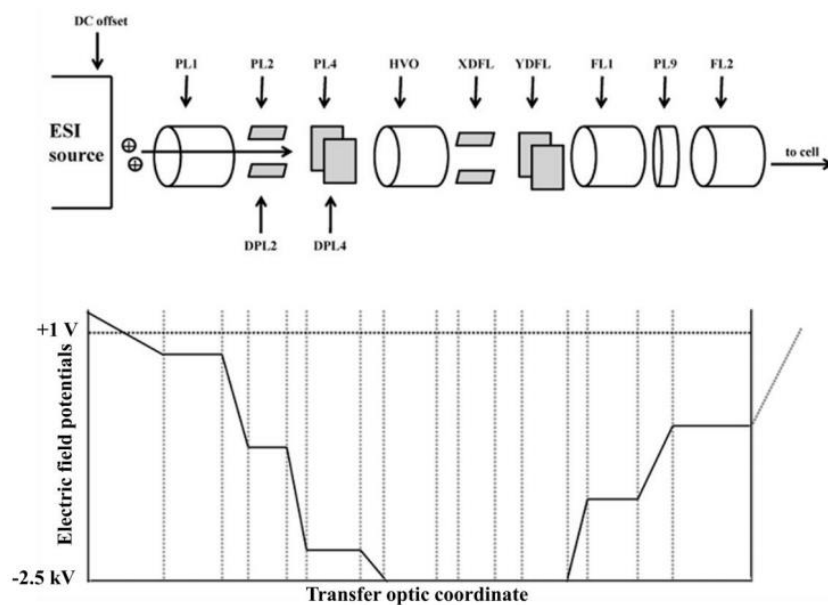 DC offset
PL1
PL2
PL4
HVO
XDFL
YDFL
FL1
PL9
FL2
ESI
source
to cell
DPL2
DPL4
+1 V
Electric field potentials
-2.5 kV
Transfer optic coordinate